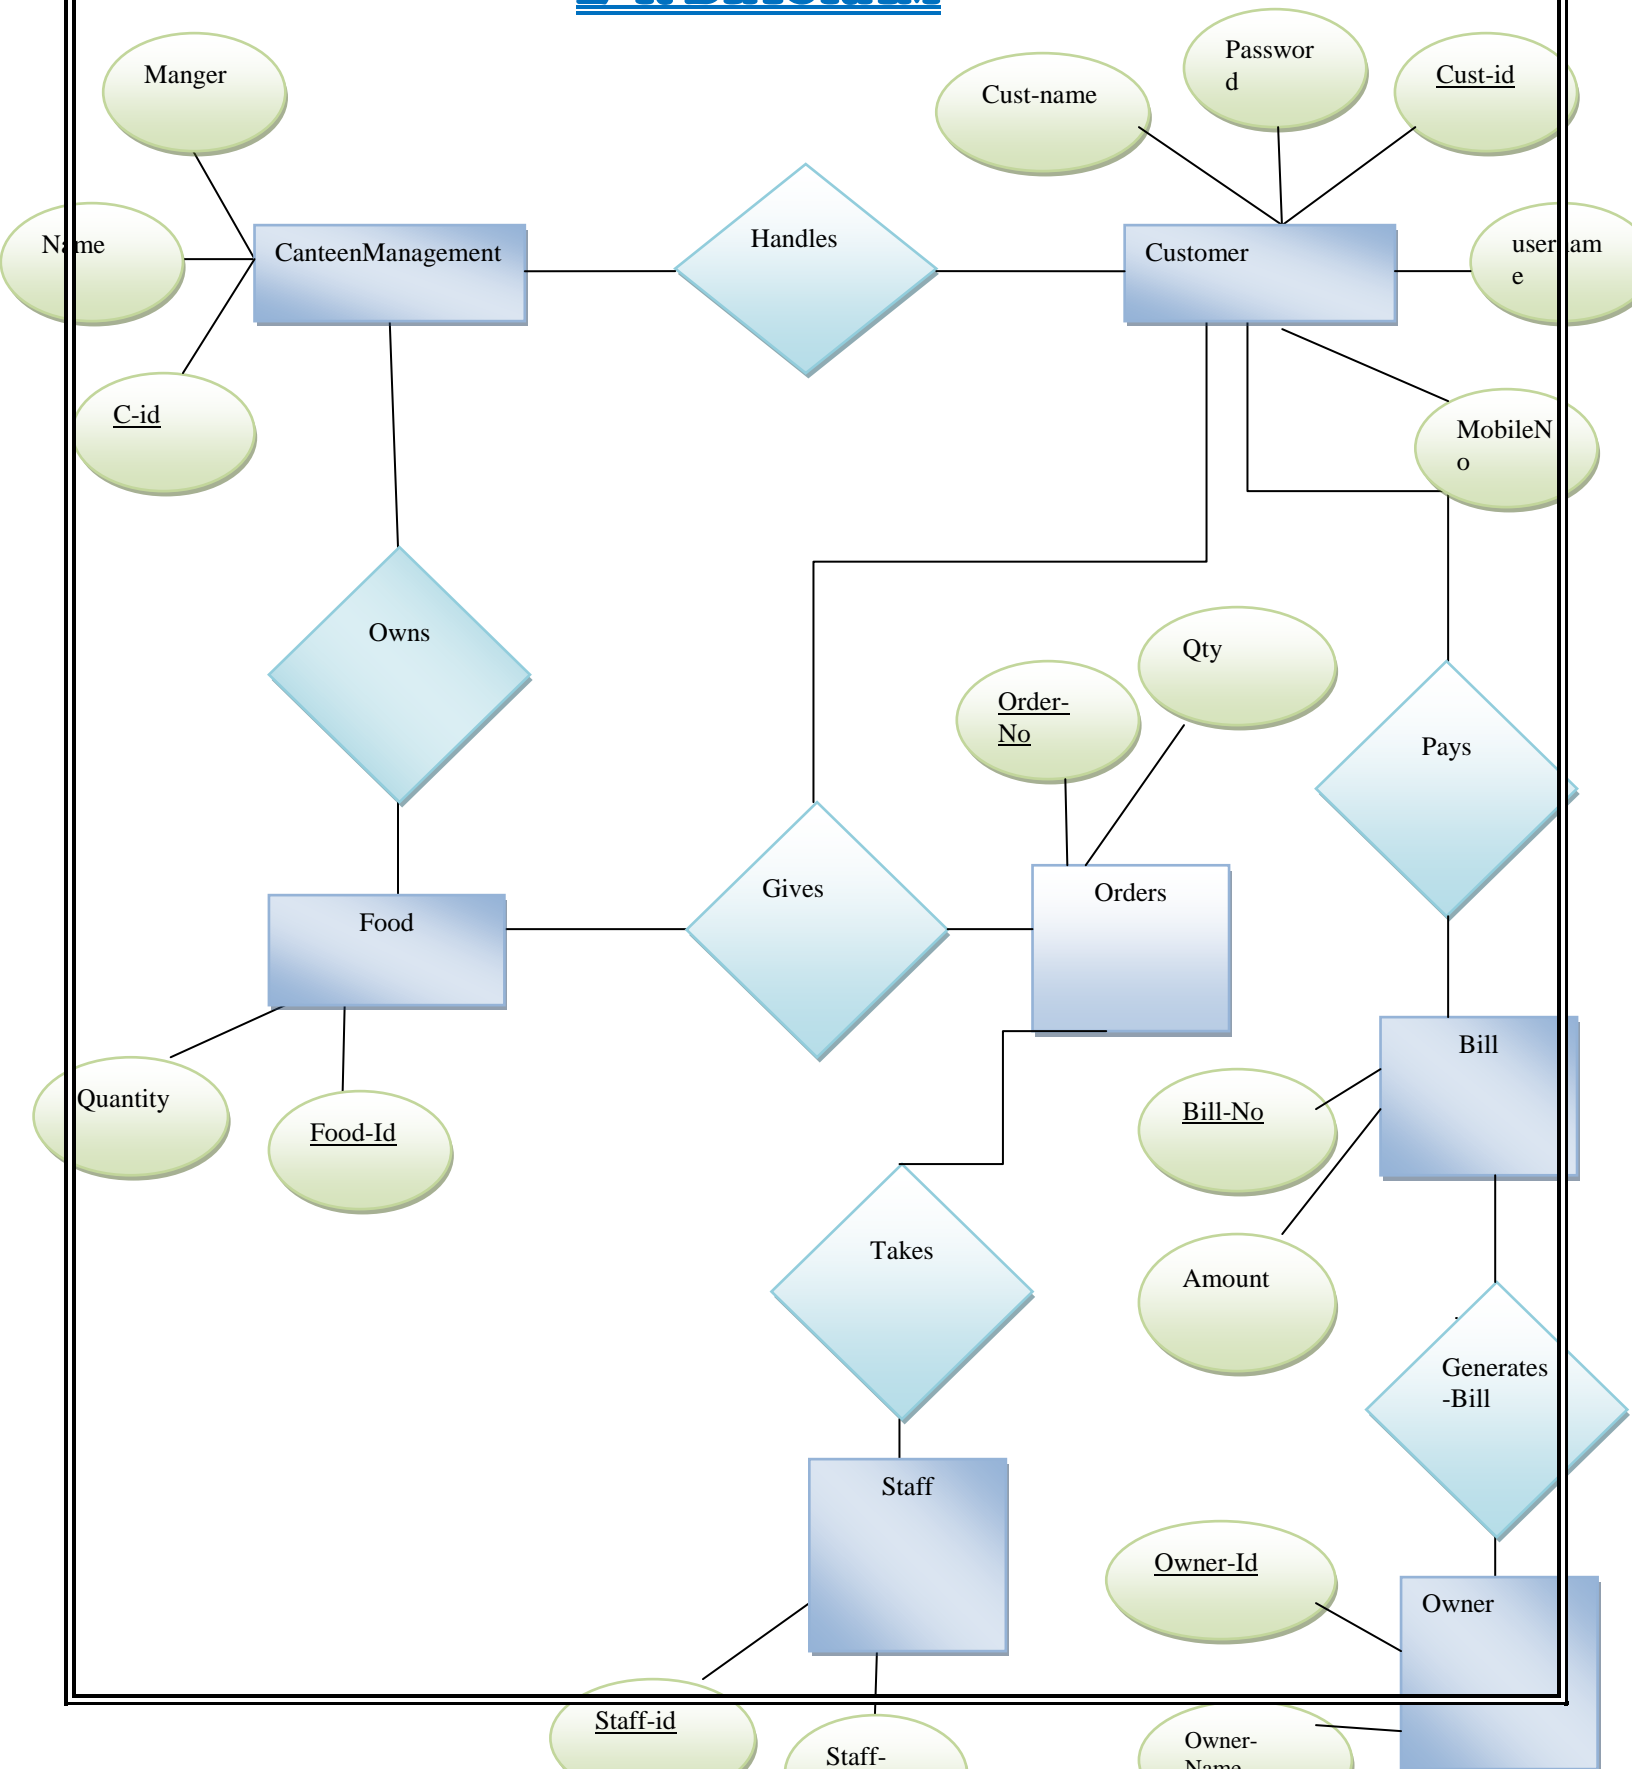 Manger
Passwor
d
Cust-name
Cust-id
Name
CanteenManagement
Handles
Customer
usernam
e
C-id
MobileN
o
Owns
Qty
Order-
No
Pays
Gives
Orders
Food
Bill
Quantity
Food-Id
Bill-No
Takes
Amount
Generates
-Bill
Staff
Owner-Id
Owner
Staff-id
Staff-
Owner-
Name